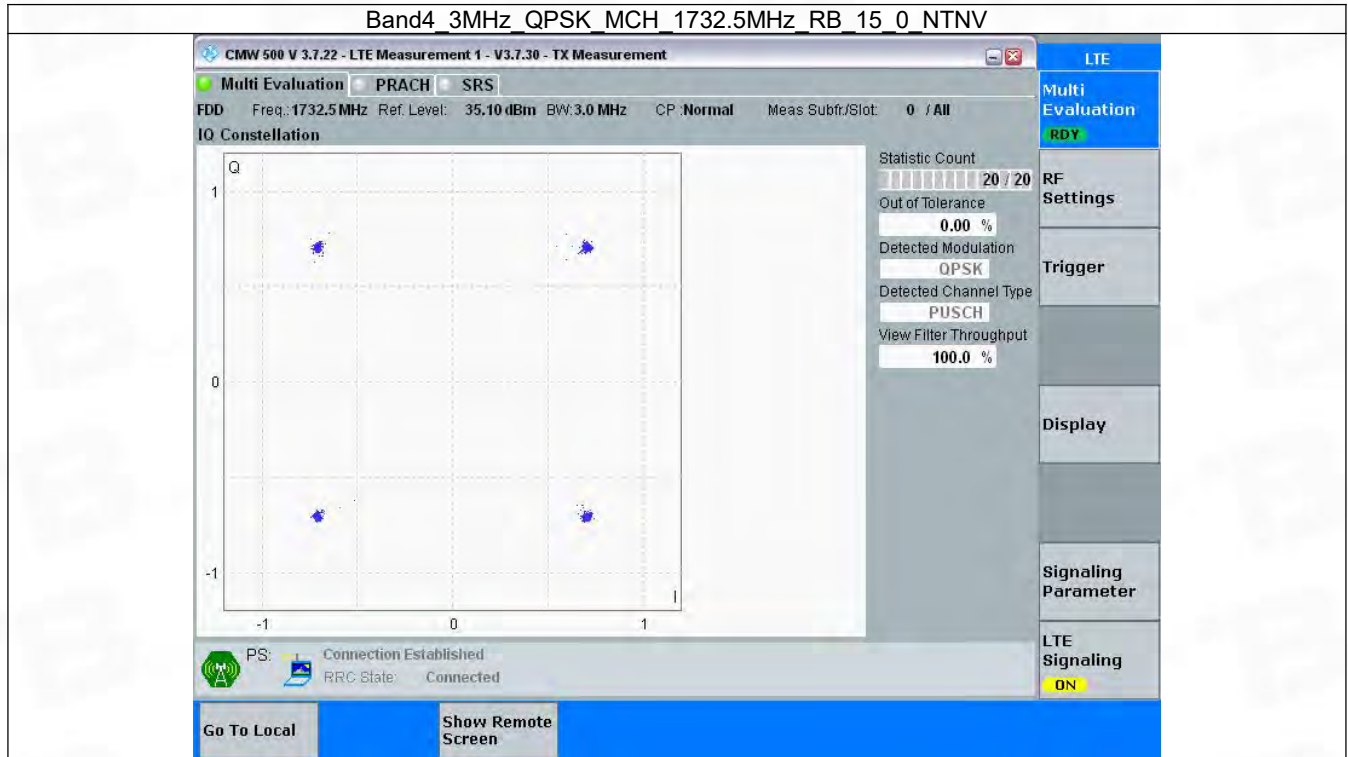 Band4_3MHz_QPSK_MCH_1732.5MHz_RB_15_0_NTNV
CMW 500 V 3.7.22 - LTE Measurement 1 - V3.7.30 - TX Measurement
LTE
Multi Evaluation PRACH SRS
FDD Freq.: 1732.5 MHz Ref. Level: 35.10 dBm BW: 3.0 MHz CP :Normal Meas Subfr./Slot: 0 / All
IQ Constellation
Q
1
0
-1
I
-1 0 1
Statistic Count
20 / 20
Out of Tolerance
0.00 %
Detected Modulation
QPSK
Detected Channel Type
PUSCH
View Filter Throughput
100.0 %
Multi
Evaluation
RDY
RF
Settings
Trigger
Display
Signaling
Parameter
LTE
Signaling
ON
PS: Connection Established
RRC State: Connected
Go To Local
Show Remote
Screen